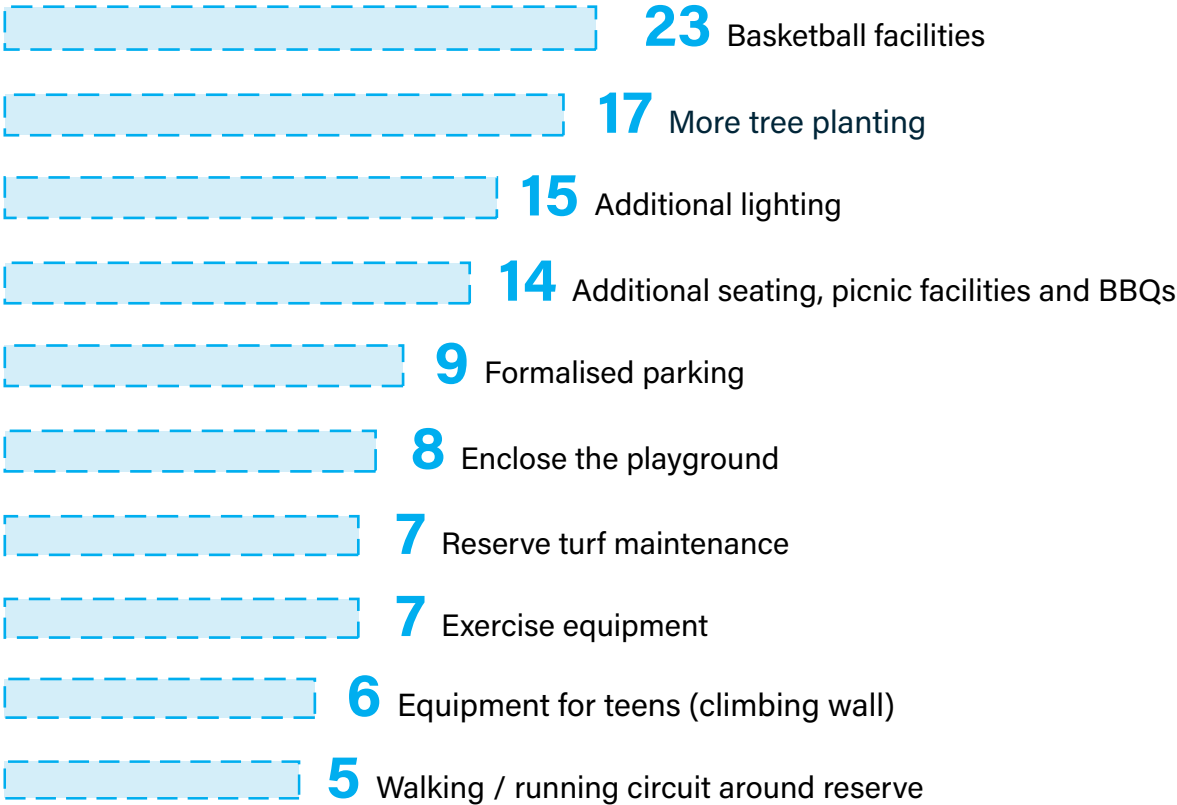 23 Basketball facilities
17 More tree planting
15 Additional lighting
14 Additional seating, picnic facilities and BBQs
9 Formalised parking
8 Enclose the playground
7 Reserve turf maintenance
7 Exercise equipment
6 Equipment for teens (climbing wall)
5 Walking / running circuit around reserve